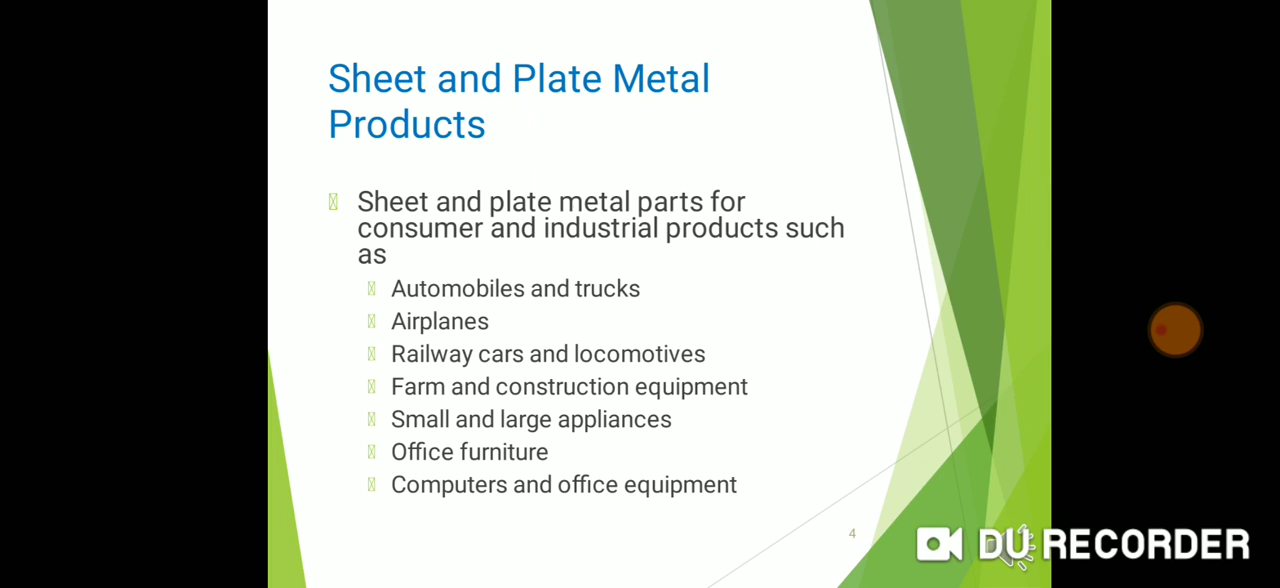 Sheet and Plate Metal
Products
Sheet and plate metal parts for
consumer and industrial products such
as
Automobiles and trucks
Airplanes
Railway cars and locomotives
Farm and construction equipment
Small and large appliances
Office furniture
Computers and office equipment
4
DU RECORDER